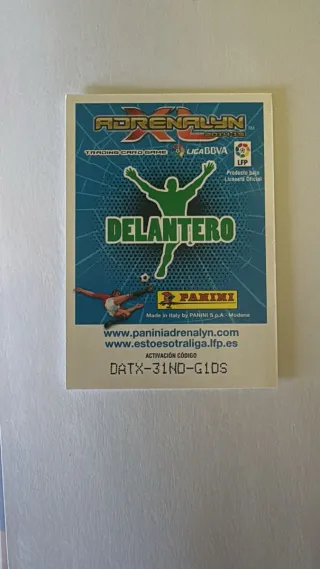 ADRENALYN
XL
TRADING CARD GAME
LIGA BBVA
LFP
Producto bajo
Licencia Oficial
DELANTERO
PANINI
Made in Italy by PANINI S.p.A - Modena
www.paniniadrenalyn.com
www.estoesotraliga.lfp.es
ACTIVACIÓN CÓDIGO
DATX-31ND-G1DS